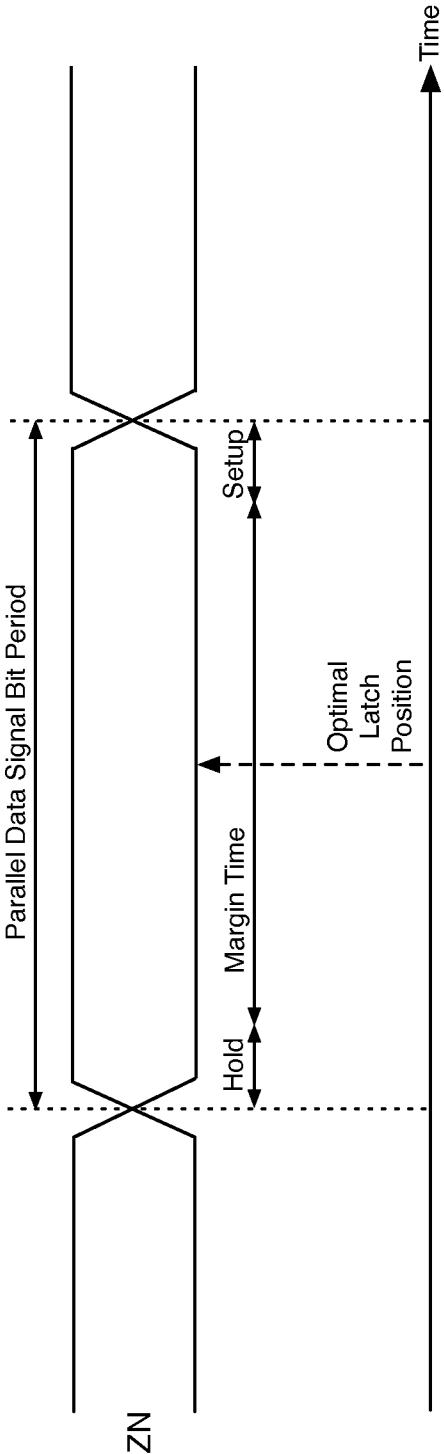 Parallel Data Signal Bit Period
ZN
Hold
Margin Time
Setup
Optimal
Latch
Position
Time